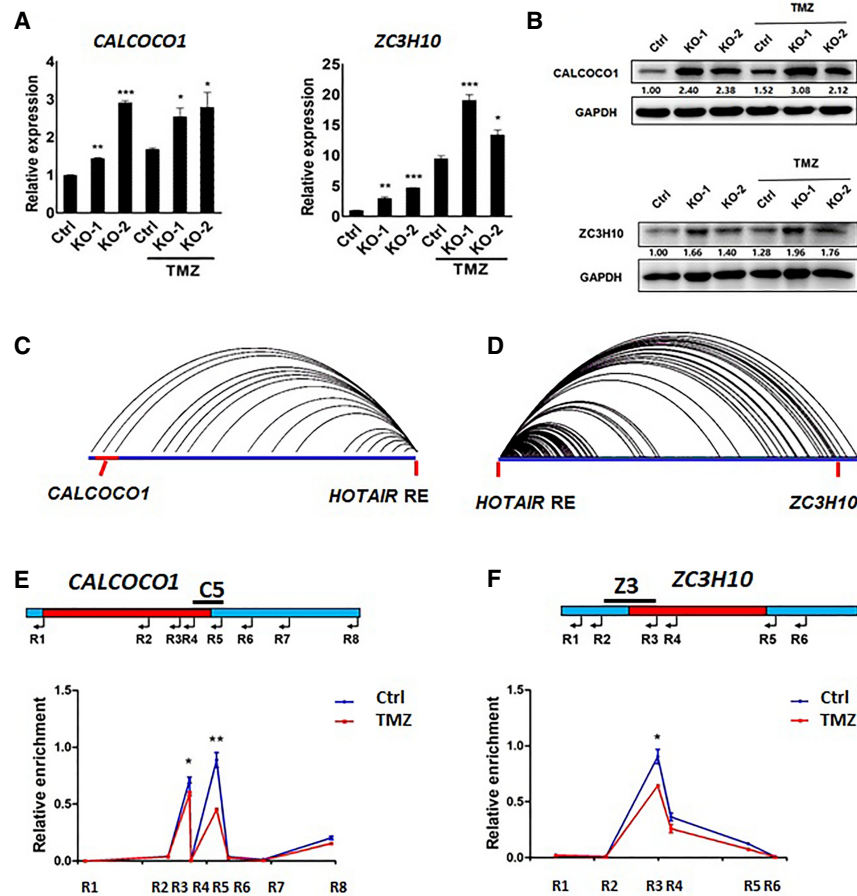 A
CALCOCO1
Relative expression
4
3
2
1
0
** *** * *
Ctrl KO-1 KO-2 Ctrl KO-1 KO-2
TMZ
ZC3H10
Relative expression
25
20
15
10
5
0
** *** *** *
Ctrl KO-1 KO-2 Ctrl KO-1 KO-2
TMZ
B
TMZ
Ctrl KO-1 KO-2 Ctrl KO-1 KO-2
CALCOCO1
1.00 2.40 2.38 1.52 3.08 2.12
GAPDH
TMZ
Ctrl KO-1 KO-2 Ctrl KO-1 KO-2
ZC3H10
1.00 1.66 1.40 1.28 1.96 1.76
GAPDH
C
CALCOCO1 HOTAIR RE
D
HOTAIR RE ZC3H10
E
CALCOCO1 C5
R1 R2 R3 R4 R5 R6 R7 R8
Relative enrichment
1.5
1.0
0.5
0.0
* **
Ctrl
TMZ
R1 R2 R3 R4 R5 R6 R7 R8
F
Z3 ZC3H10
R1 R2 R3 R4 R5 R6
Relative enrichment
1.5
1.0
0.5
0.0
*
Ctrl
TMZ
R1 R2 R3 R4 R5 R6